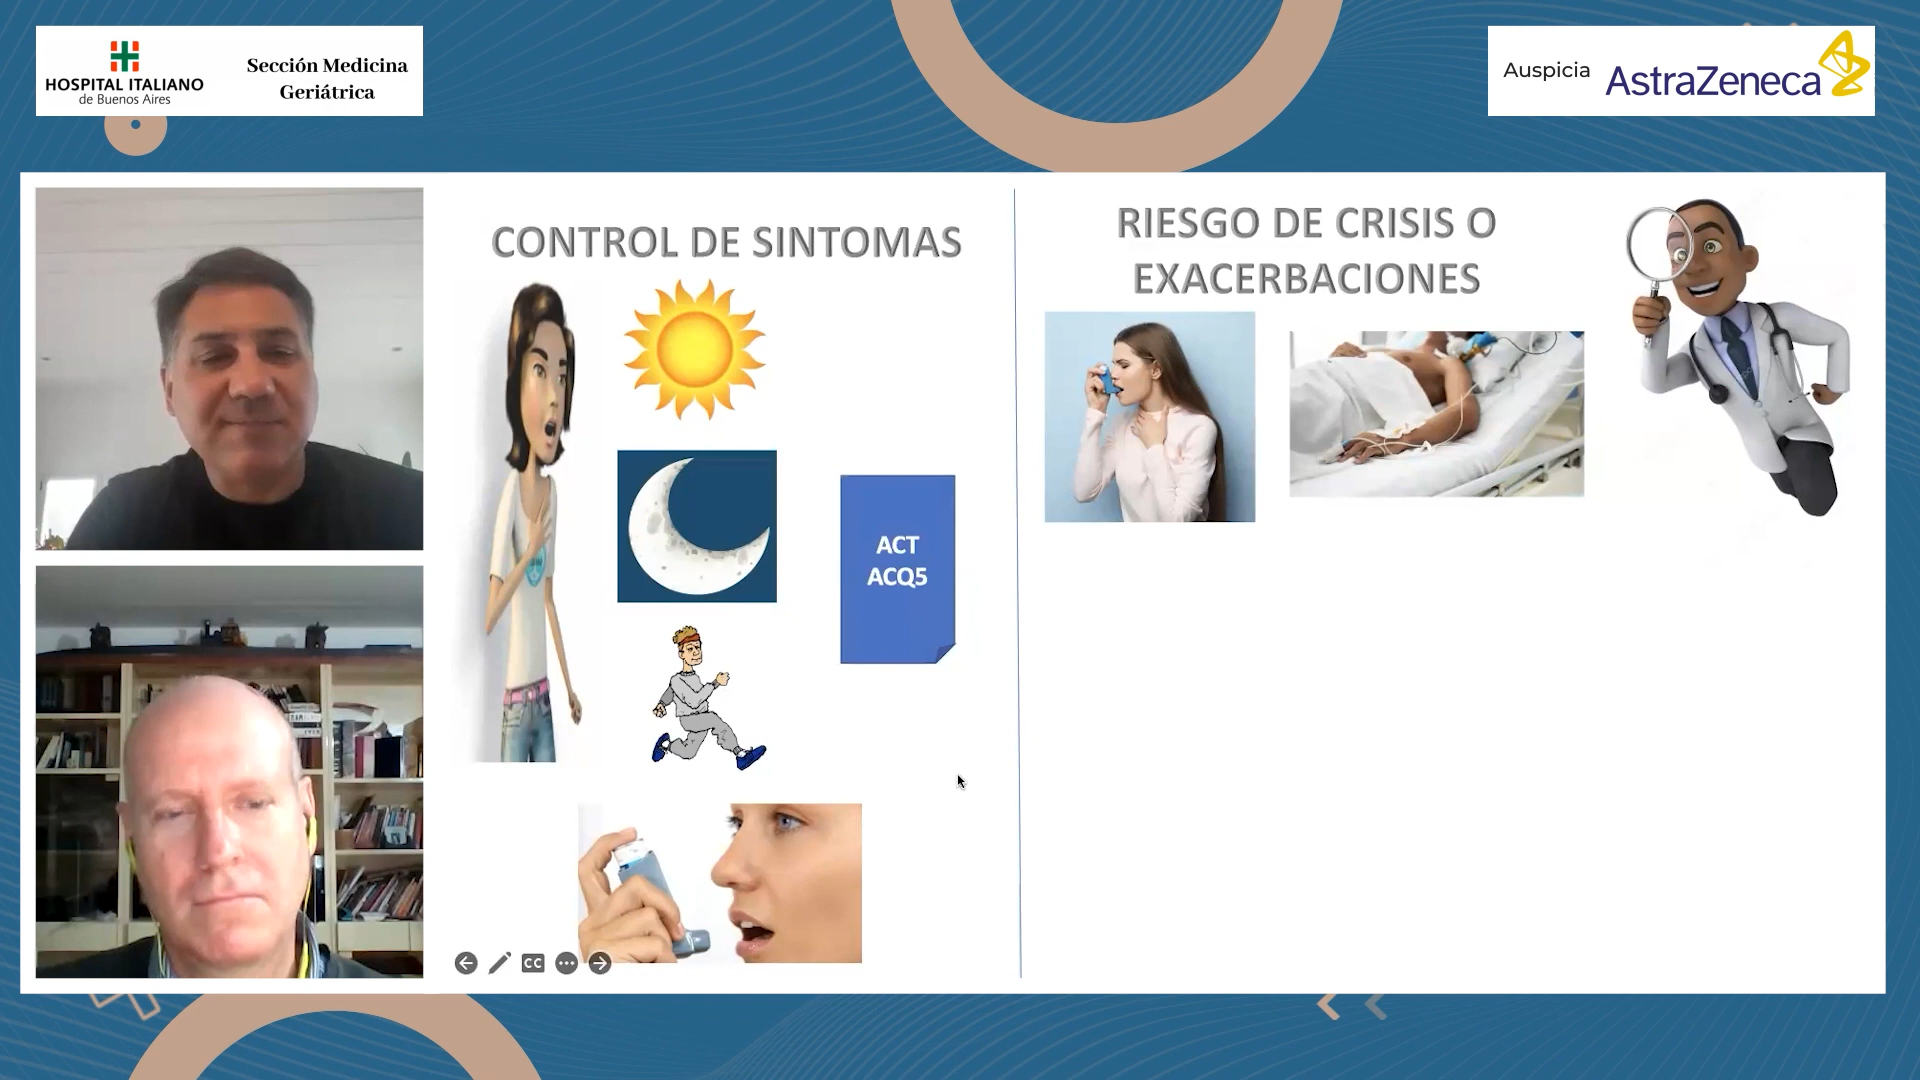 HOSPITAL ITALIANO
de Buenos Aires
Sección Medicina
Geriátrica
Auspicia AstraZeneca
CONTROL DE SINTOMAS
ACT
ACQ5
RIESGO DE CRISIS O
EXACERBACIONES
CC